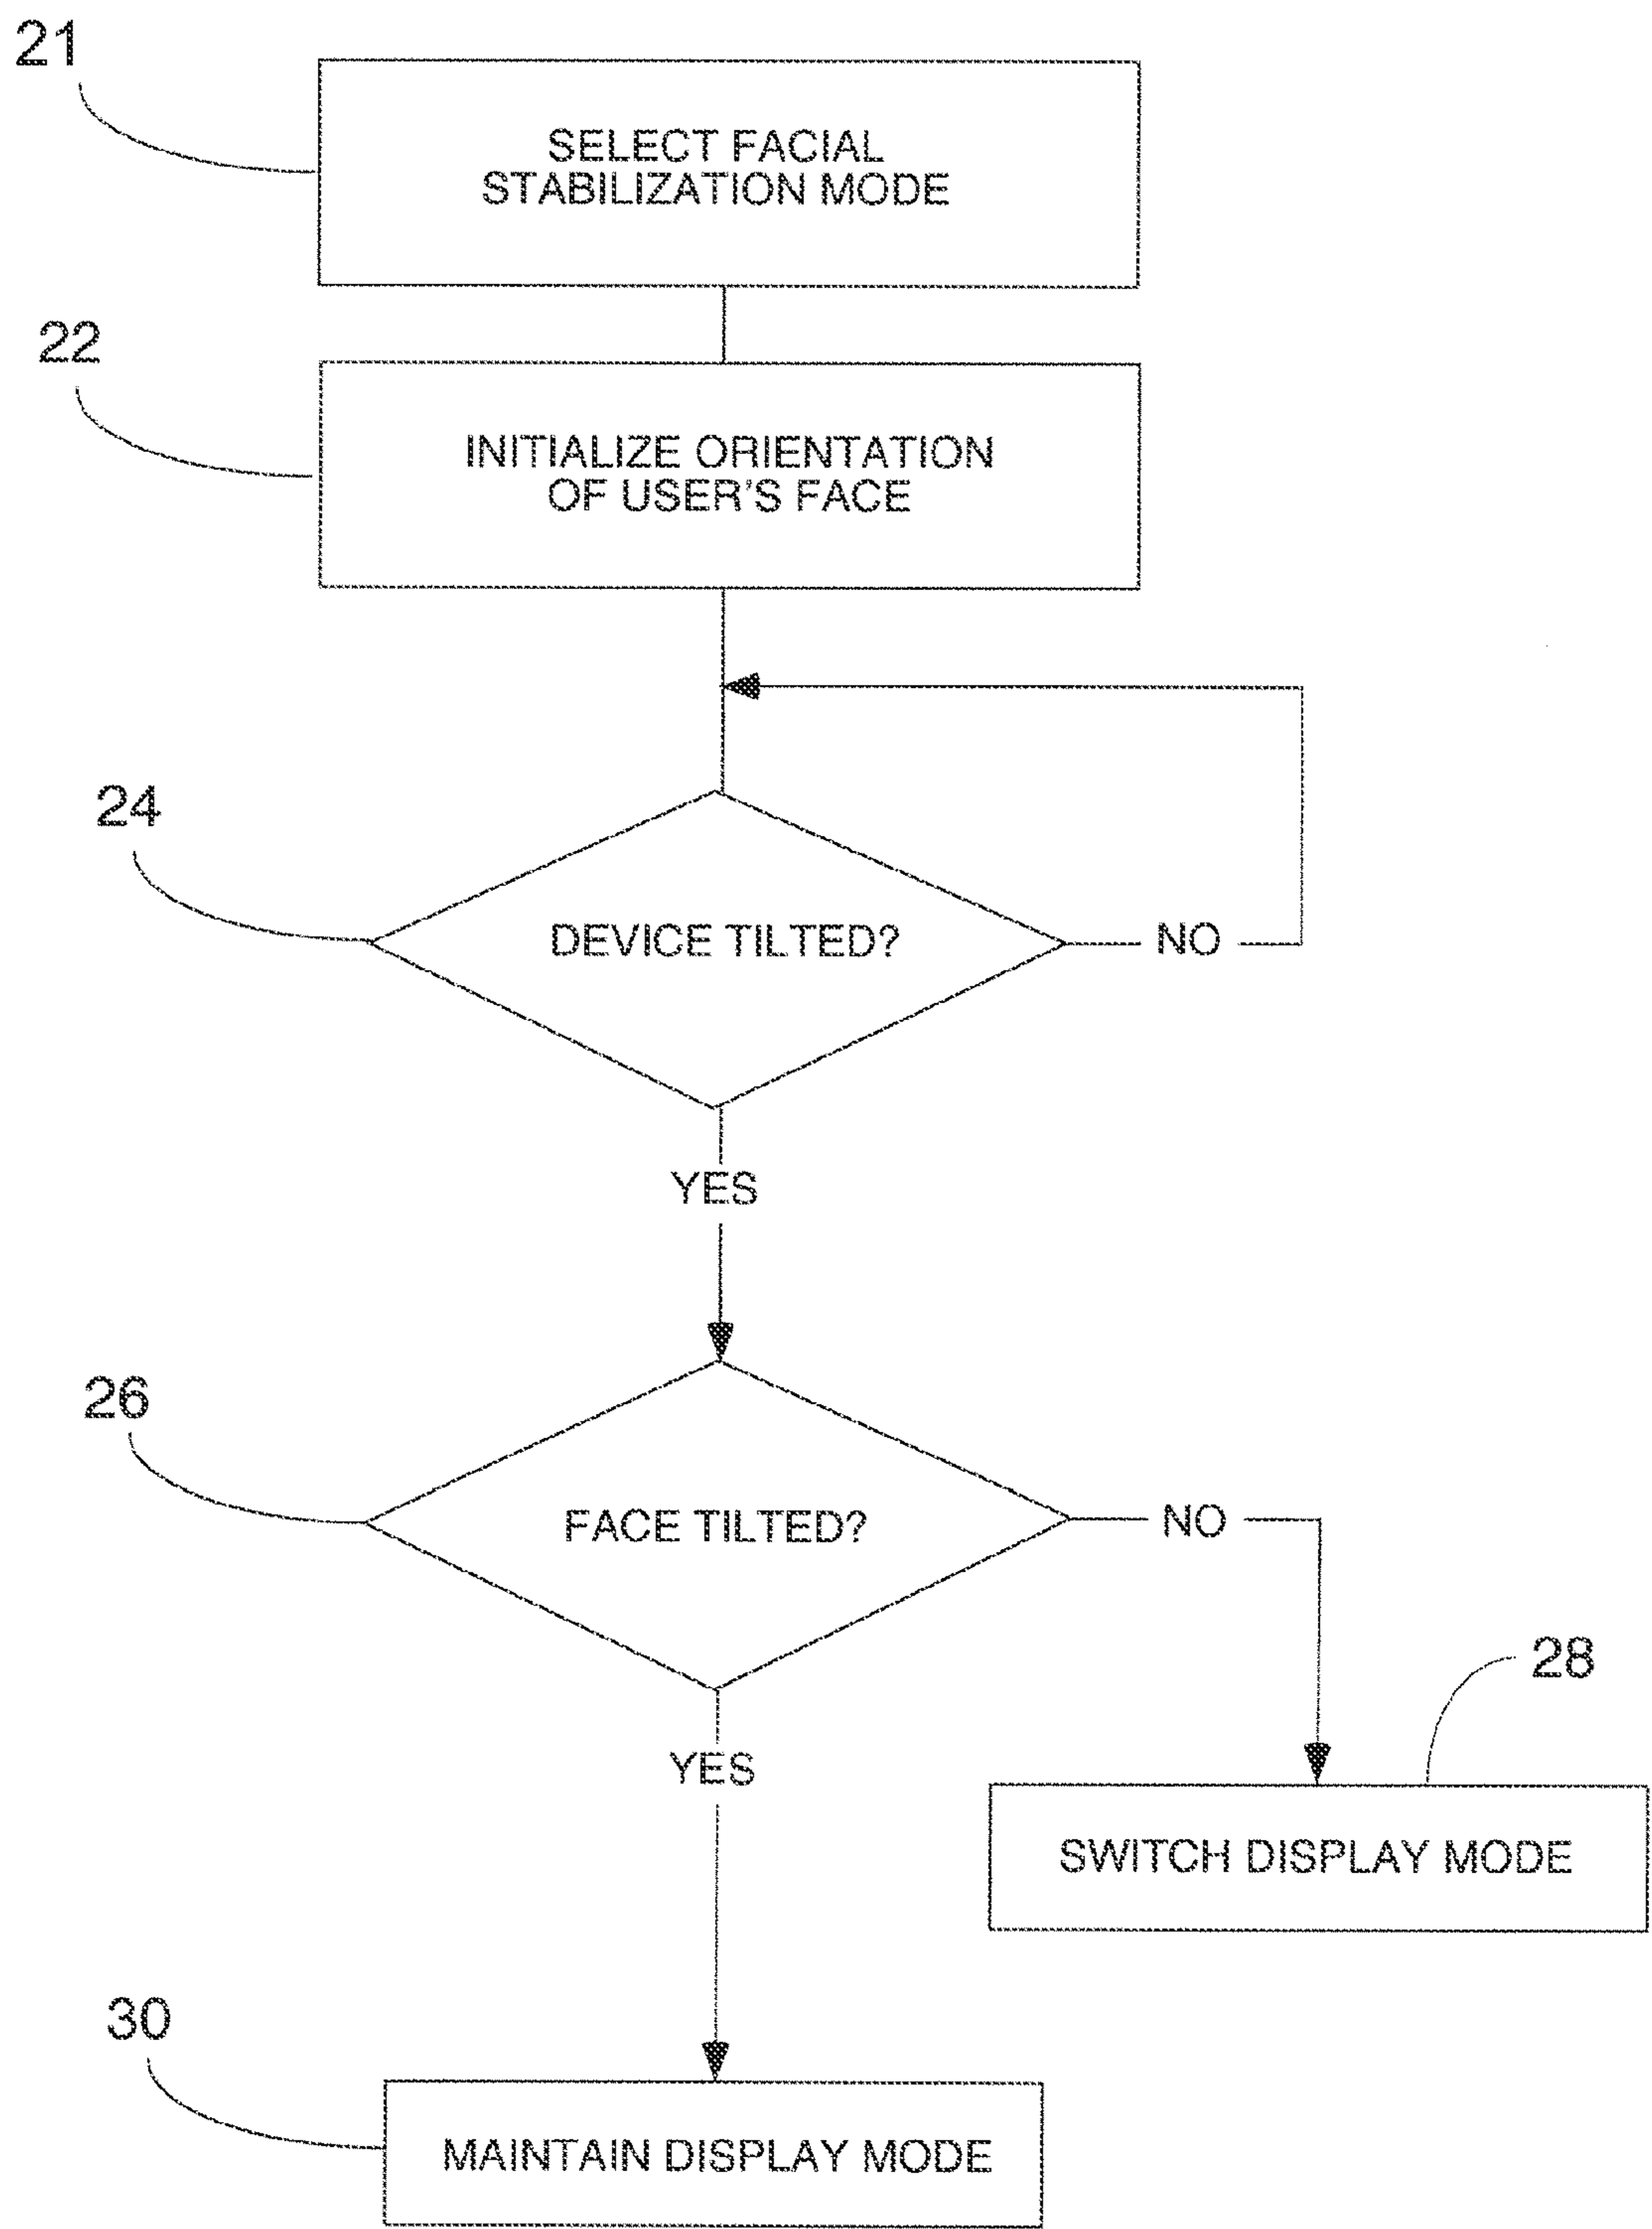 21
SELECT FACIAL
STABILIZATION MODE
22
INITIALIZE ORIENTATION
OF USER'S FACE
24
DEVICE TILTED?
NO
YES
26
FACE TILTED?
NO
28
YES
SWITCH DISPLAY MODE
30
MAINTAIN DISPLAY MODE